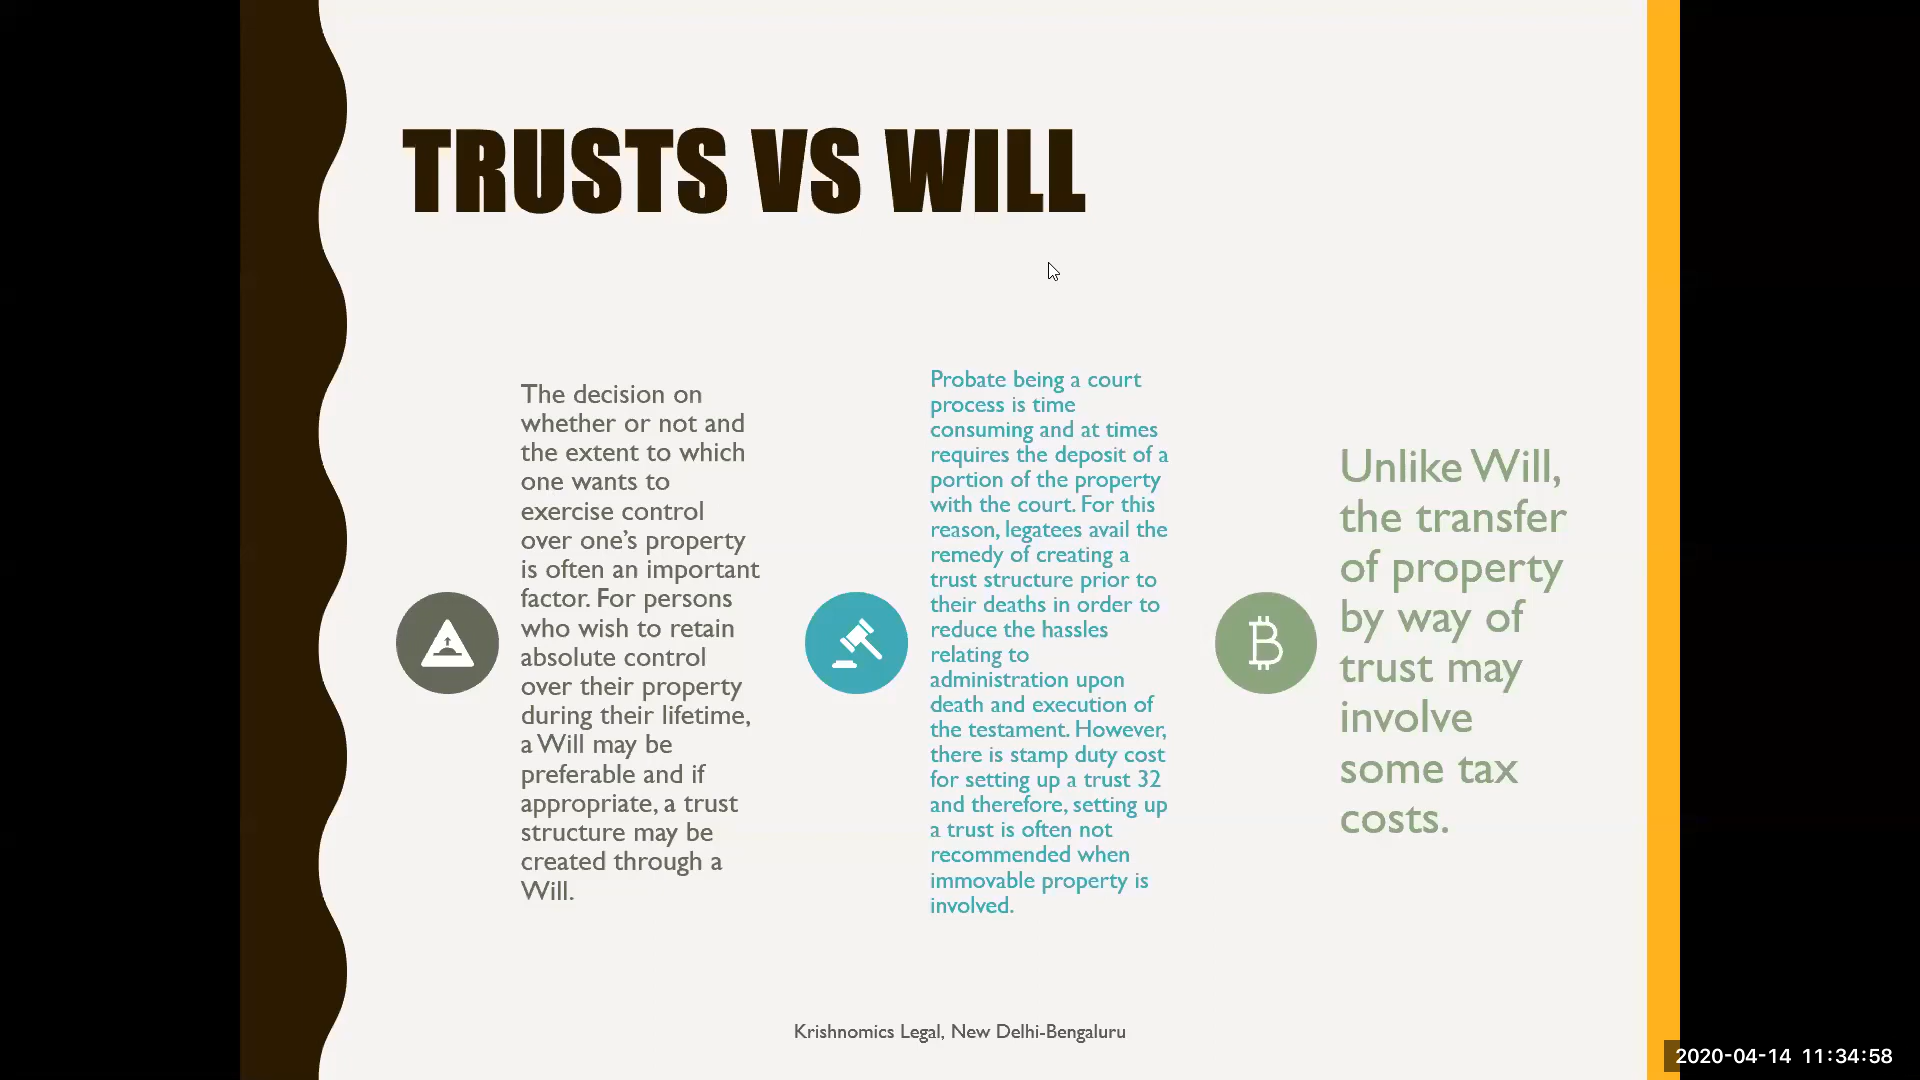 TRUSTS VS WILL
The decision on
whether or not and
the extent to which
one wants to
exercise control
over one’s property
is often an important
factor. For persons
who wish to retain
absolute control
over their property
during their lifetime,
a Will may be
preferable and if
appropriate, a trust
structure may be
created through a
Will.
Probate being a court
process is time
consuming and at times
requires the deposit of a
portion of the property
with the court. For this
reason, legatees avail the
remedy of creating a
trust structure prior to
their deaths in order to
reduce the hassles
relating to
administration upon
death and execution of
the testament. However,
there is stamp duty cost
for setting up a trust 32
and therefore, setting up
a trust is often not
recommended when
immovable property is
involved.
Unlike Will,
the transfer
of property
by way of
trust may
involve
some tax
costs.
Krishnomics Legal, New Delhi-Bengaluru
2020-04-14 11:34:58